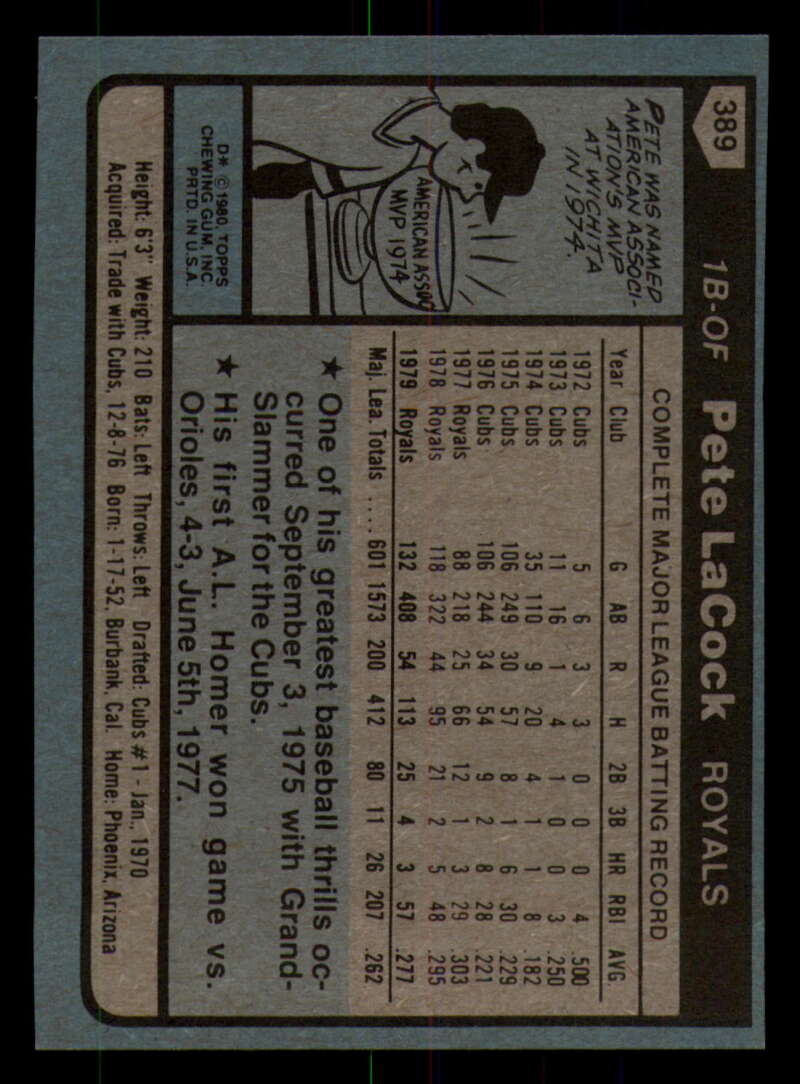 389
1B-OF Pete LaCock ROYALS
PETE WAS NAMED
AMERICAN ASSOCI-
ATION'S MVP
AT WICHITA
IN 1974.
AMERICAN ASSOC
MVP 1974
D* © 1980 TOPPS
CHEWING GUM, INC.
PRTD. IN U.S.A.
COMPLETE MAJOR LEAGUE BATTING RECORD
Year Club G AB R H 2B 3B HR RBI AVG.
1972 Cubs 5 6 3 3 0 0 0 4 .500
1973 Cubs 11 16 1 4 1 0 0 3 .250
1974 Cubs 35 110 9 20 4 1 1 8 .182
1975 Cubs 106 249 30 57 8 1 6 30 .229
1976 Cubs 106 244 34 54 9 2 8 28 .221
1977 Royals 88 218 25 66 12 1 3 29 .303
1978 Royals 118 322 44 95 21 2 5 48 .295
1979 Royals 132 408 54 113 25 4 3 57 .277
Maj. Lea. Totals .... 601 1573 200 412 80 11 26 207 .262
★ One of his greatest baseball thrills oc-
curred September 3, 1975 with Grand-
Slammer for the Cubs.
★ His first A.L. Homer won game vs.
Orioles, 4-3, June 5th, 1977.
Height: 6'3" Weight: 210 Bats: Left Throws: Left Drafted: Cubs #1 - Jan., 1970
Acquired: Trade with Cubs, 12-8-76 Born: 1-17-52, Burbank, Cal. Home: Phoenix, Arizona